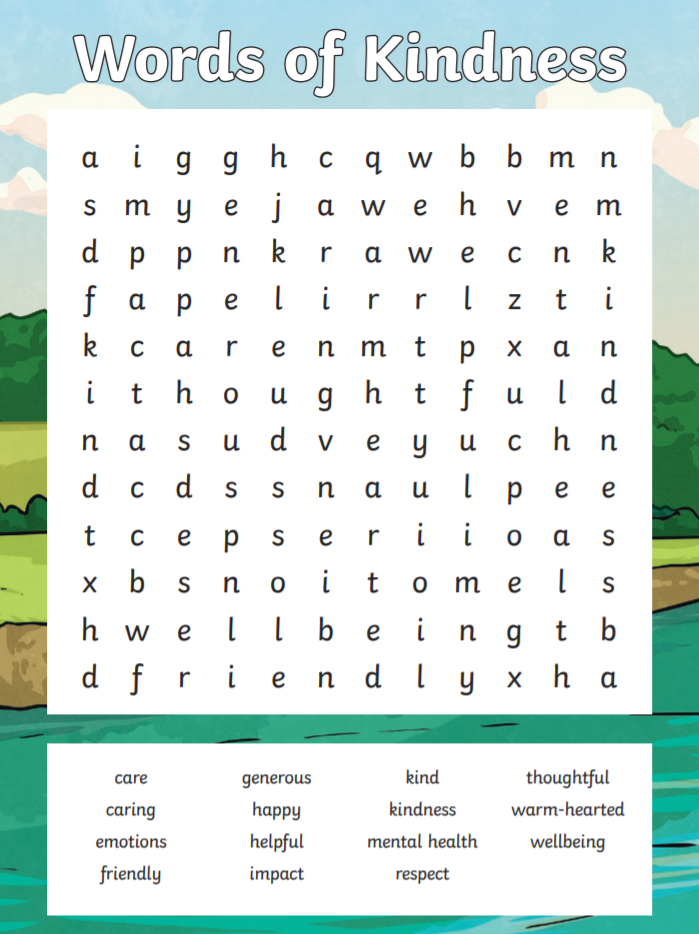 Words of Kindness
a i g g h c q w b b m n
s m y e j a w e h v e m
d p p n k r a w e c n k
f a p e l i r r l z t i
k c a r e n m t p x a n
i t h o u g h t f u l d
n a s u d v e y u c h n
d c d s s n a u l p e e
t c e p s e r i i o a s
x b s n o i t o m e l s
h w e l l b e i n g t b
d f r i e n d l y x h a
care generous kind thoughtful
caring happy kindness warm-hearted
emotions helpful mental health wellbeing
friendly impact respect